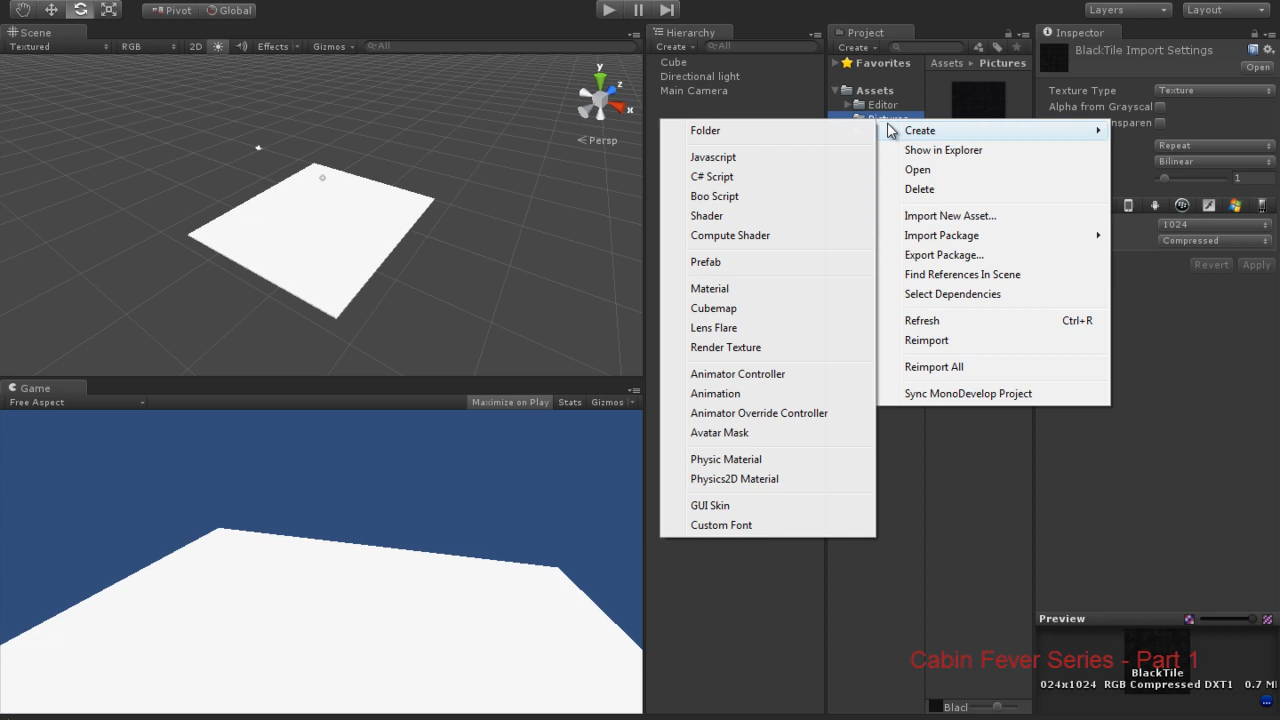 Pivot
Global
Layers
Layout
Scene
Textured
RGB
2D
Effects
Gizmos
All
Hierarchy
Create
All
Cube
Directional light
Main Camera
Project
Create
Favorites
Assets
Editor
Assets
Pictures
Inspector
BlackTile Import Settings
Open
Texture Type
Texture
Alpha from Grayscal
Repeat
Bilinear
1
1024
Compressed
Revert
Apply
Persp
Folder
Javascript
C# Script
Boo Script
Shader
Compute Shader
Prefab
Material
Cubemap
Lens Flare
Render Texture
Animator Controller
Animation
Animator Override Controller
Avatar Mask
Physic Material
Physics2D Material
GUI Skin
Custom Font
Create
Show in Explorer
Open
Delete
Import New Asset...
Import Package
Export Package...
Find References In Scene
Select Dependencies
Refresh Ctrl+R
Reimport
Reimport All
Sync MonoDevelop Project
Game
Free Aspect
Maximize on Play
Stats
Gizmos
y
z
x
Preview
Cabin Fever Series - Part 1
BlackTile
024x1024 RGB Compressed DXT1 0.7 M
Blacl